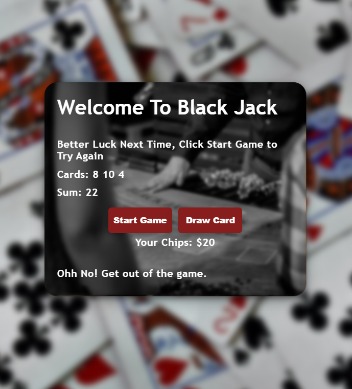 Welcome To Black Jack
Better Luck Next Time, Click Start Game to
Try Again
Cards: 8 10 4
Sum: 22
Start Game Draw Card
Your Chips: $20
Ohh No! Get out of the game.